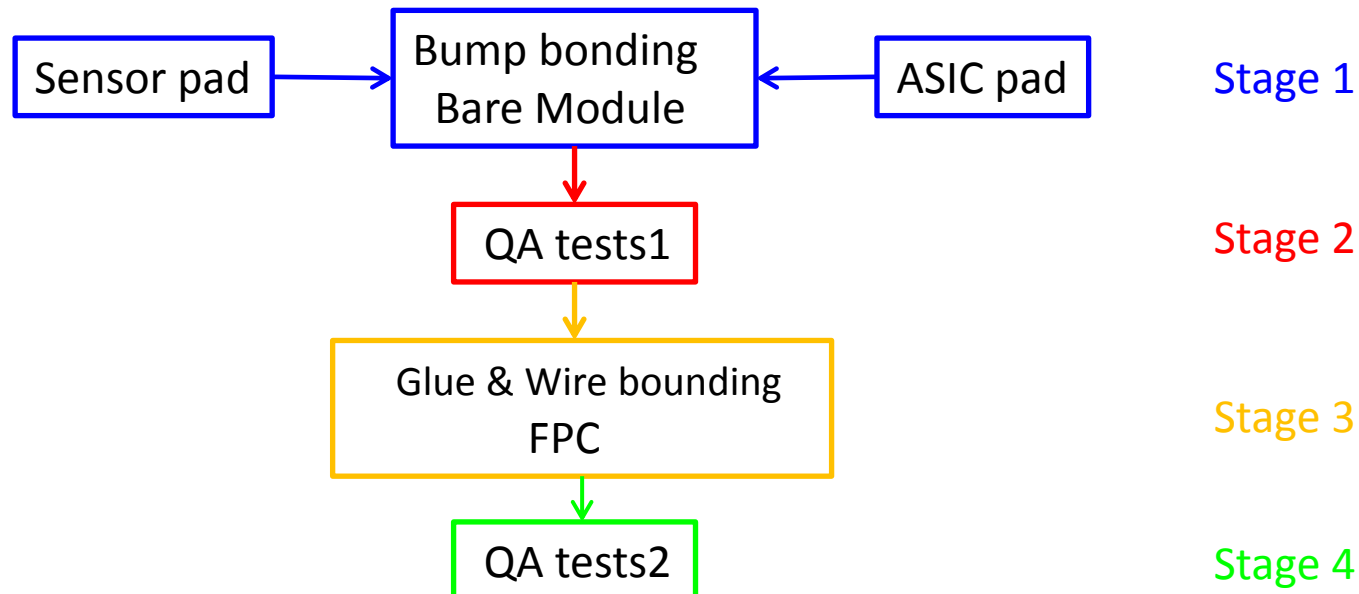 Sensor pad
Bump bonding
Bare Module
ASIC pad
Stage 1
QA tests1
Stage 2
Glue & Wire bounding
FPC
Stage 3
QA tests2
Stage 4